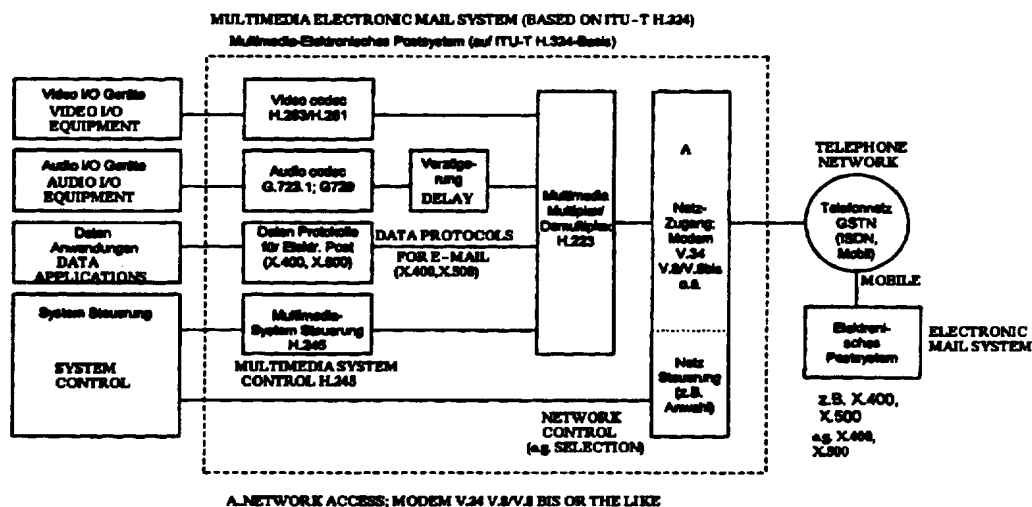 MULTIMEDIA ELECTRONIC MAIL SYSTEM (BASED ON ITU-T H.324)
Multimedia-Elektronisches Postsystem (auf ITU-T H.324-Basis)
Video I/O Geräte
VIDEO I/O
EQUIPMENT
Video codec
H.263/H.261
Audio I/O Geräte
AUDIO I/O
EQUIPMENT
Audio codec
G.723.1; G729
Verzöge-
rung
DELAY
Daten
Anwendungen
DATA
APPLICATIONS
Daten Protokolle
für Elektr. Post
(X.400, X.500)
DATA PROTOCOLS
FOR E-MAIL
(X.400,X.500)
System Steuerung
SYSTEM
CONTROL
Multimedia-
System Steuerung
H.245
MULTIMEDIA SYSTEM
CONTROL H.245
Multimedia
Multiplex/
Demultiplex
H.223
A
Netz-
Zugang:
Modem
V.34
V.8/V.8bis
o.ä.
Netz
Steuerung
(z.B.
Anwahl)
NETWORK
CONTROL
(e.g. SELECTION)
TELEPHONE
NETWORK
Telefonnetz
GSTN
(ISDN,
Mobil)
MOBILE
Elektroni-
sches
Postsystem
ELECTRONIC
MAIL SYSTEM
z.B. X.400,
X.500
e.g. X.400,
X.500
A..NETWORK ACCESS; MODEM V.24 V.8/V.8 BIS OR THE LIKE